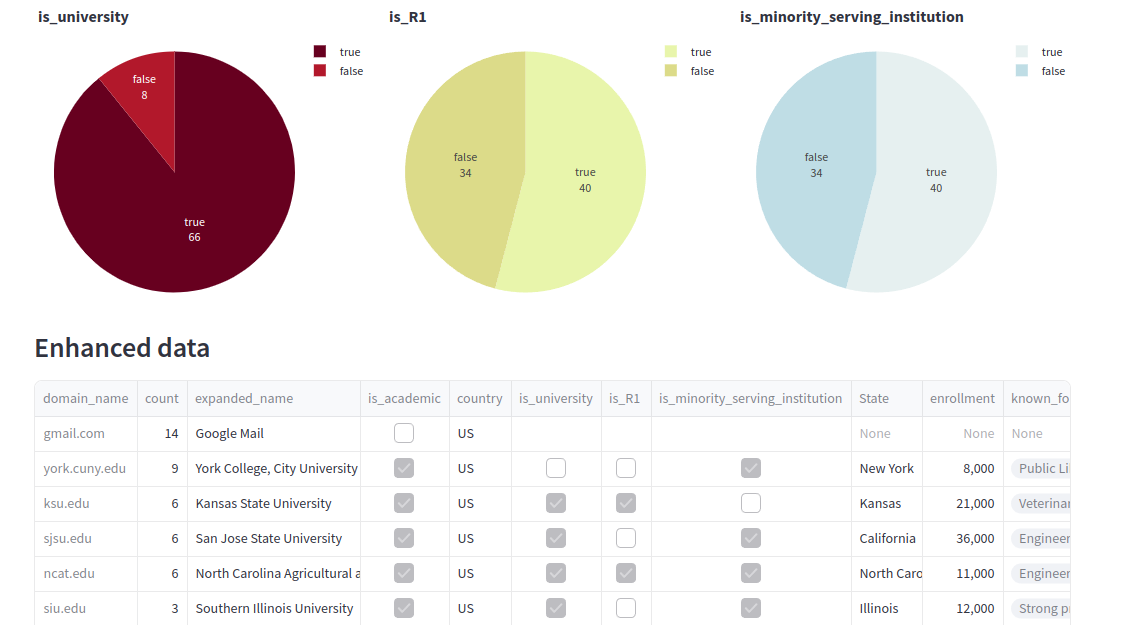 is_university
true
false
false
8
true
66
is_R1
true
false
false
34
true
40
is_minority_serving_institution
true
false
false
34
true
40
Enhanced data
domain_name count expanded_name is_academic country is_university is_R1 is_minority_serving_institution State enrollment known_fo
gmail.com 14 Google Mail US None None None
york.cuny.edu 9 York College, City University US New York 8,000 Public Li
ksu.edu 6 Kansas State University US Kansas 21,000 Veterinar
sjsu.edu 6 San Jose State University US California 36,000 Engineer
ncat.edu 6 North Carolina Agricultural a US North Caro 11,000 Engineer
siu.edu 3 Southern Illinois University US Illinois 12,000 Strong p